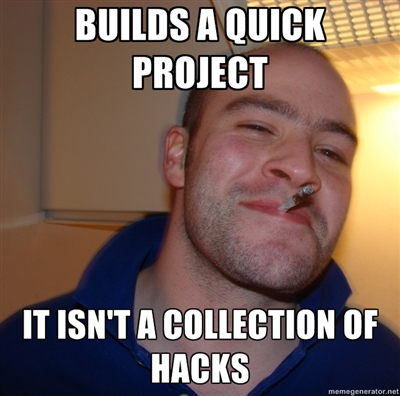 BUILDS A QUICK
PROJECT
IT ISN'T A COLLECTION OF
HACKS
memegenerator.net